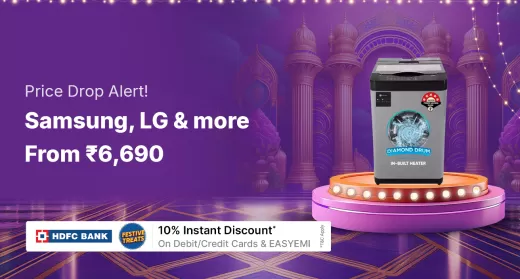 Price Drop Alert!
Samsung, LG & more
From ₹6,690
DIAMOND DRUM
IN-BUILT HEATER
HDFC BANK
FESTIVE
TREATS
10% Instant Discount*
On Debit/Credit Cards & EASYEMI
*T&C Apply